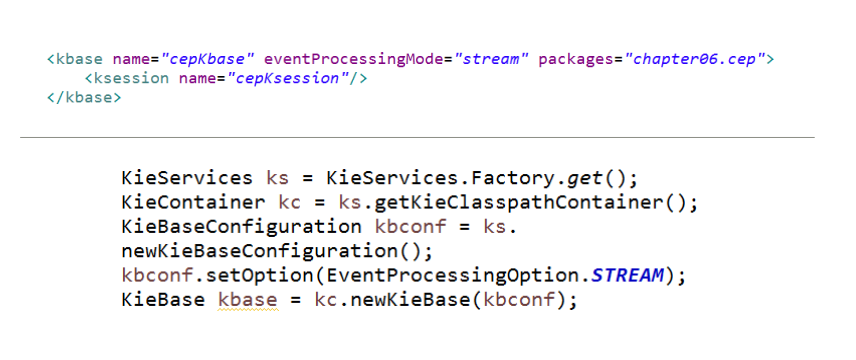 <kbase name="cepKbase" eventProcessingMode="stream" packages="chapter06.cep">
    <ksession name="cepKsession"/>
</kbase>
KieServices ks = KieServices.Factory.get();
KieContainer kc = ks.getKieClasspathContainer();
KieBaseConfiguration kbconf = ks.
newKieBaseConfiguration();
kbconf.setOption(EventProcessingOption.STREAM);
KieBase kbase = kc.newKieBase(kbconf);